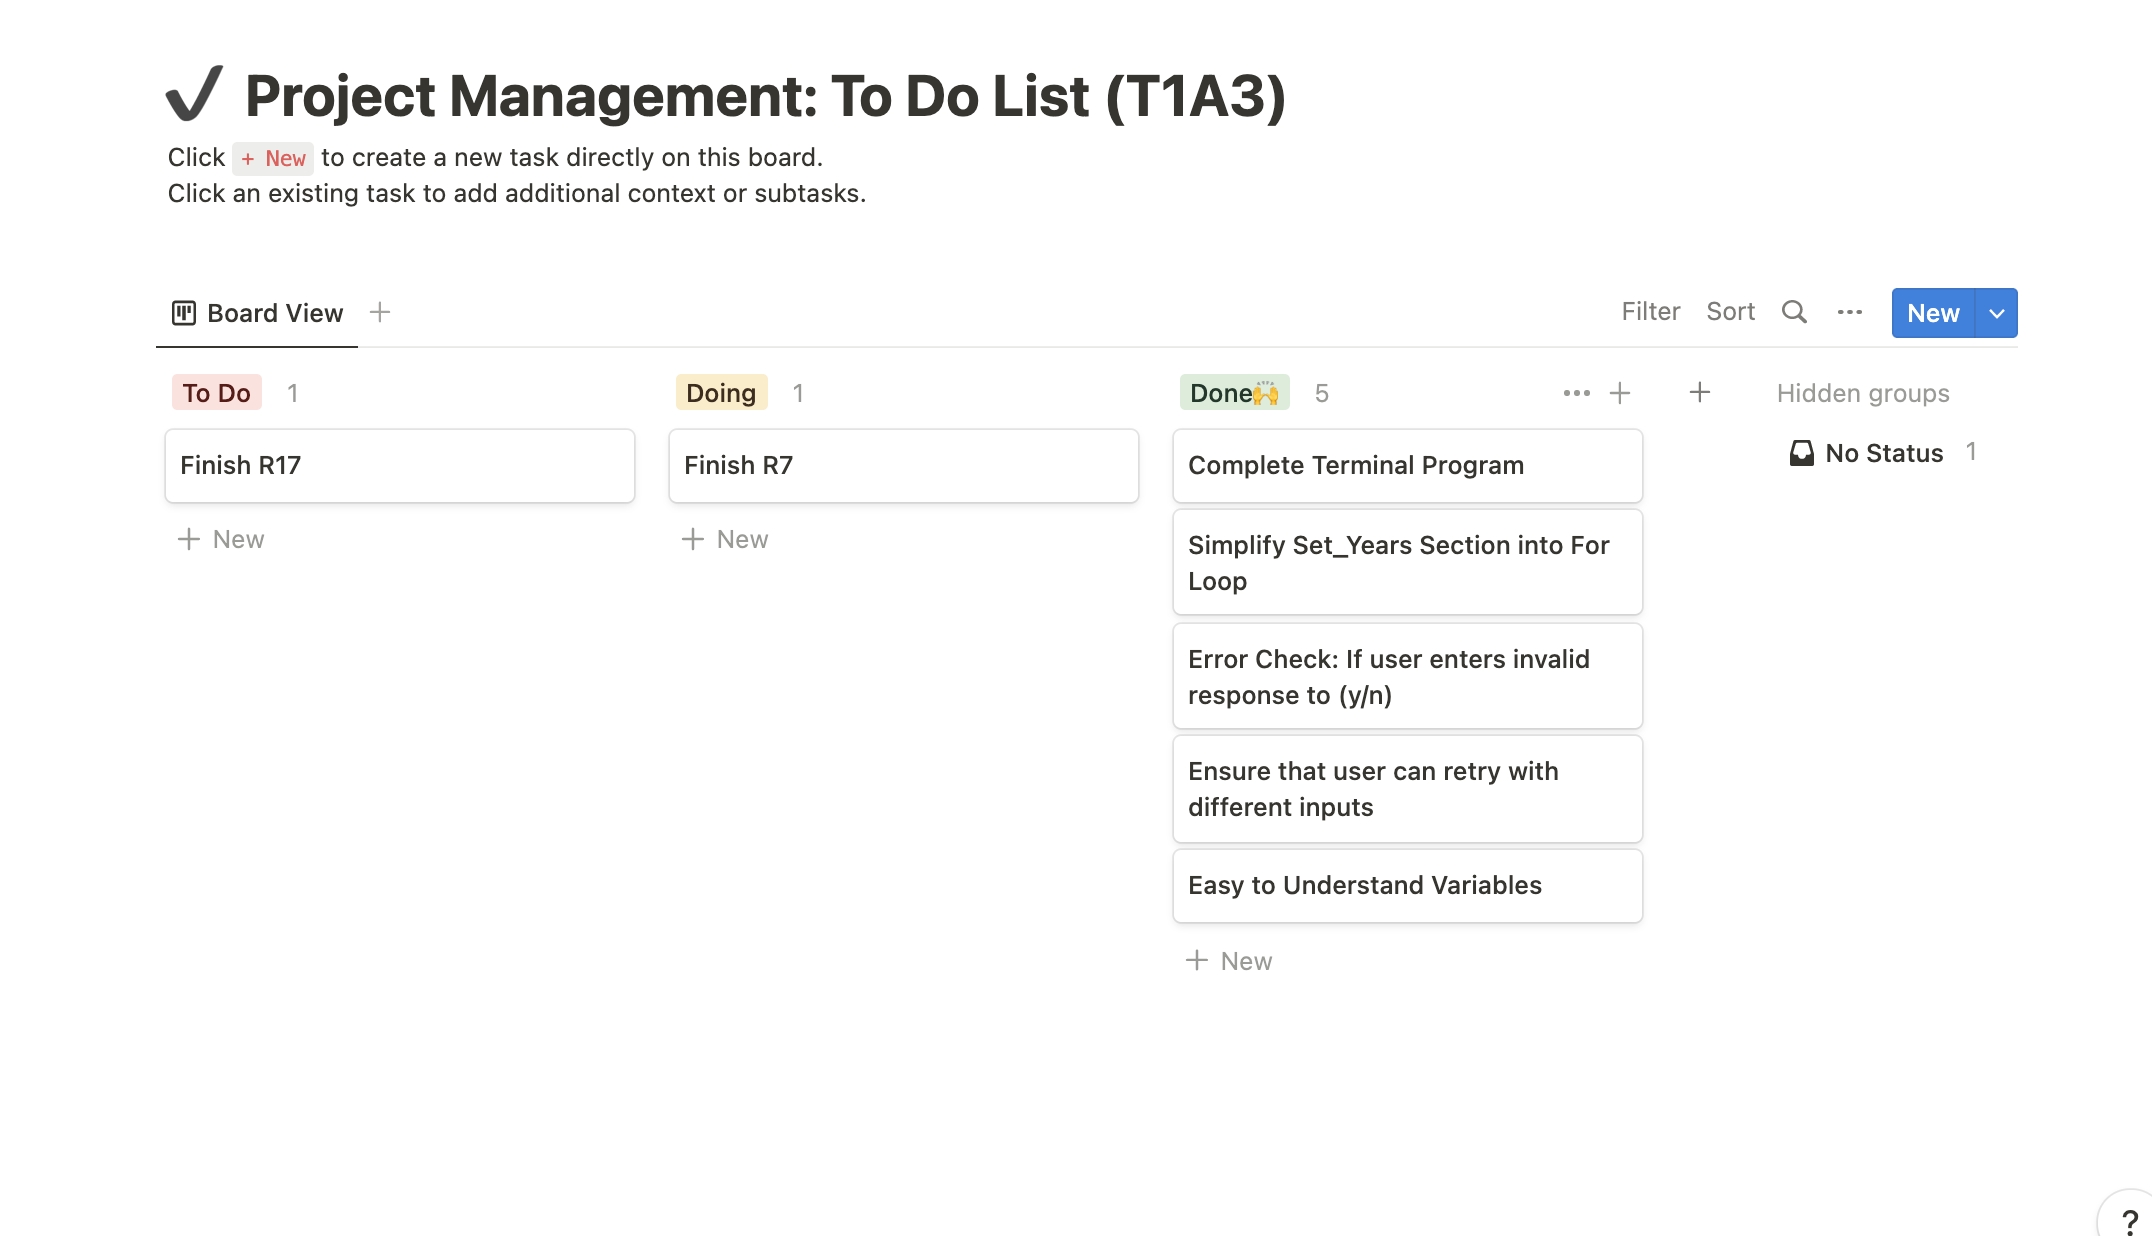 ✔️ Project Management: To Do List (T1A3)
Click + New to create a new task directly on this board.
Click an existing task to add additional context or subtasks.
Board View +
Filter Sort ••• New
To Do 1
Finish R17
+ New
Doing 1
Finish R7
+ New
Done🙌 5 ••• + +
Complete Terminal Program
Simplify Set_Years Section into For
Loop
Error Check: If user enters invalid
response to (y/n)
Ensure that user can retry with
different inputs
Easy to Understand Variables
+ New
Hidden groups
No Status 1
?